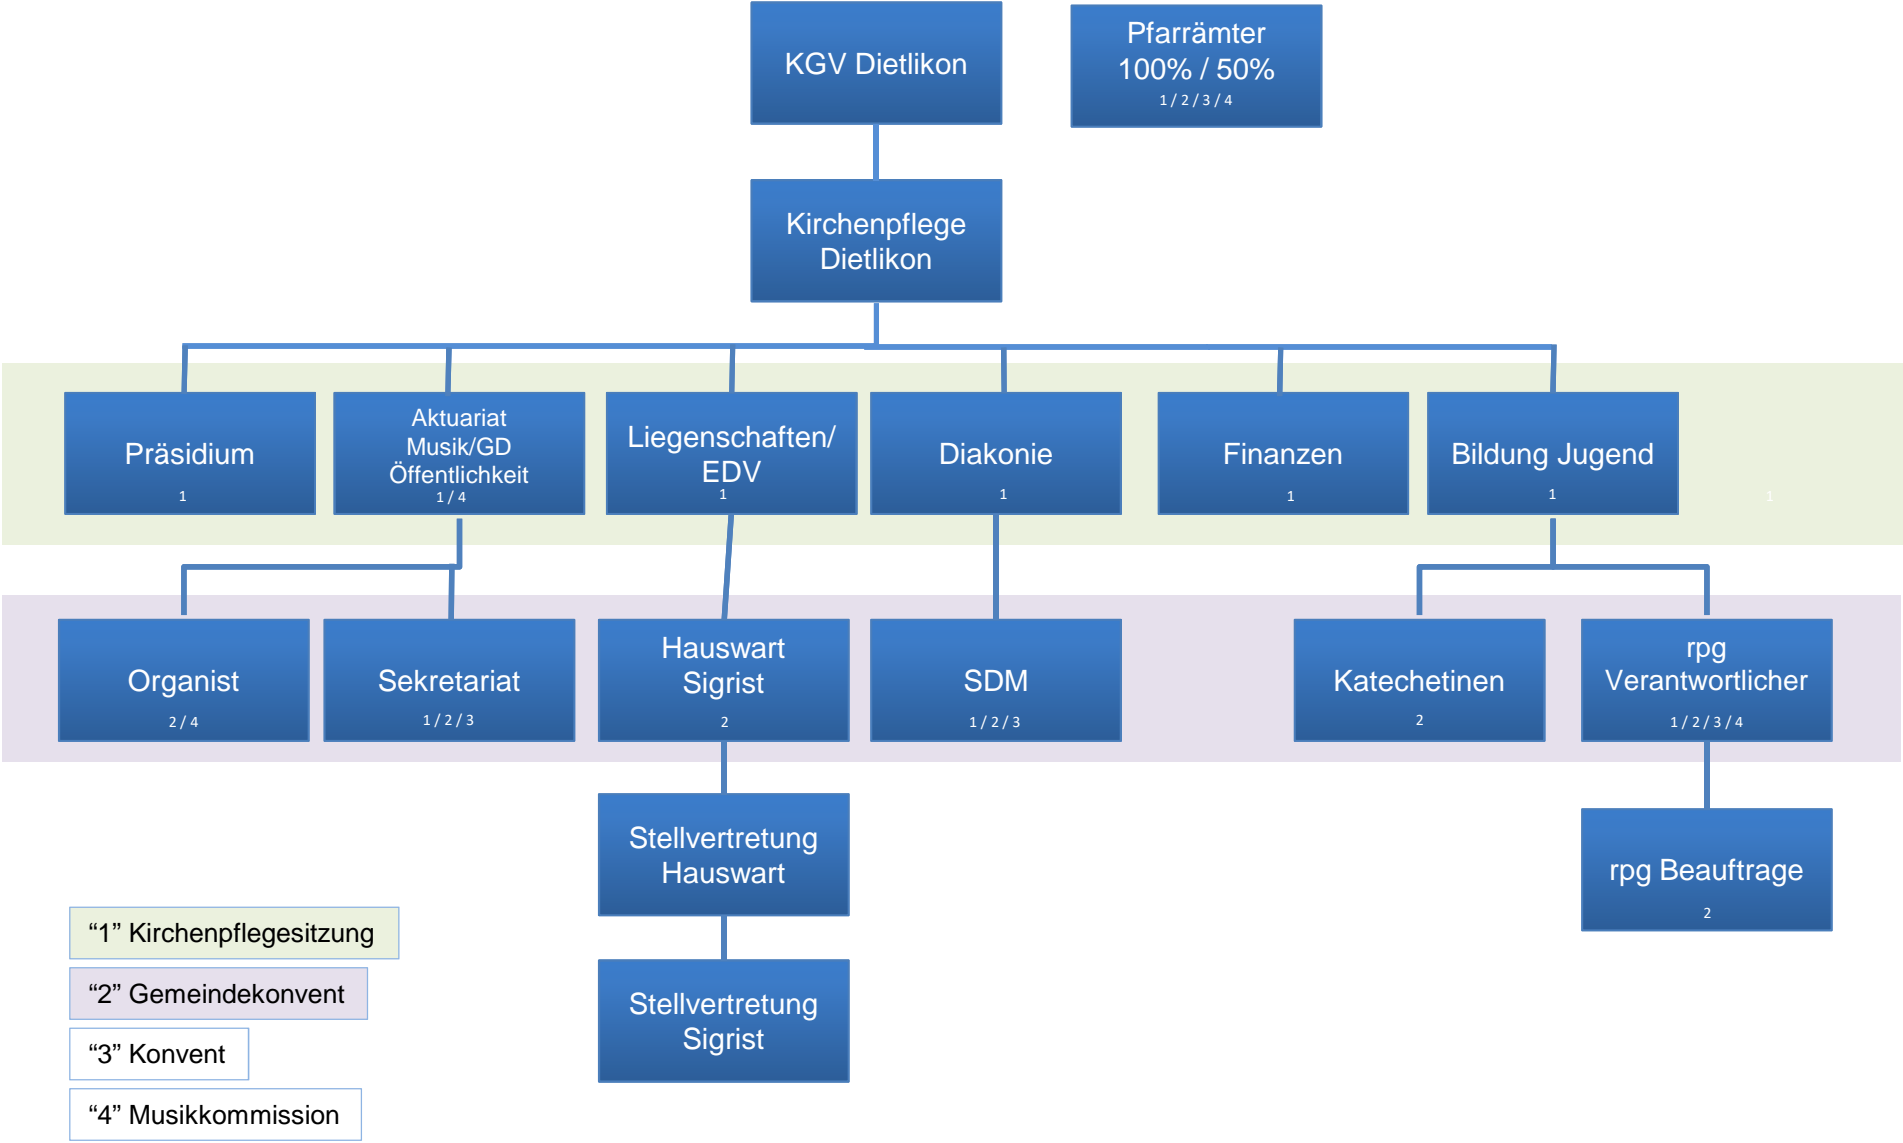 KGV Dietlikon
Pfarrämter
100% / 50%
1 / 2 / 3 / 4
Kirchenpflege
Dietlikon
Präsidium
1
Aktuariat
Musik/GD
Öffentlichkeit
1 / 4
Liegenschaften/
EDV
1
Diakonie
1
Finanzen
1
Bildung Jugend
1
1
Organist
2 / 4
Sekretariat
1 / 2 / 3
Hauswart
Sigrist
2
SDM
1 / 2 / 3
Katechetinen
2
rpg
Verantwortlicher
1 / 2 / 3 / 4
Stellvertretung
Hauswart
rpg Beauftrage
2
Stellvertretung
Sigrist
“1” Kirchenpflegesitzung
“2” Gemeindekonvent
“3” Konvent
“4” Musikkommission